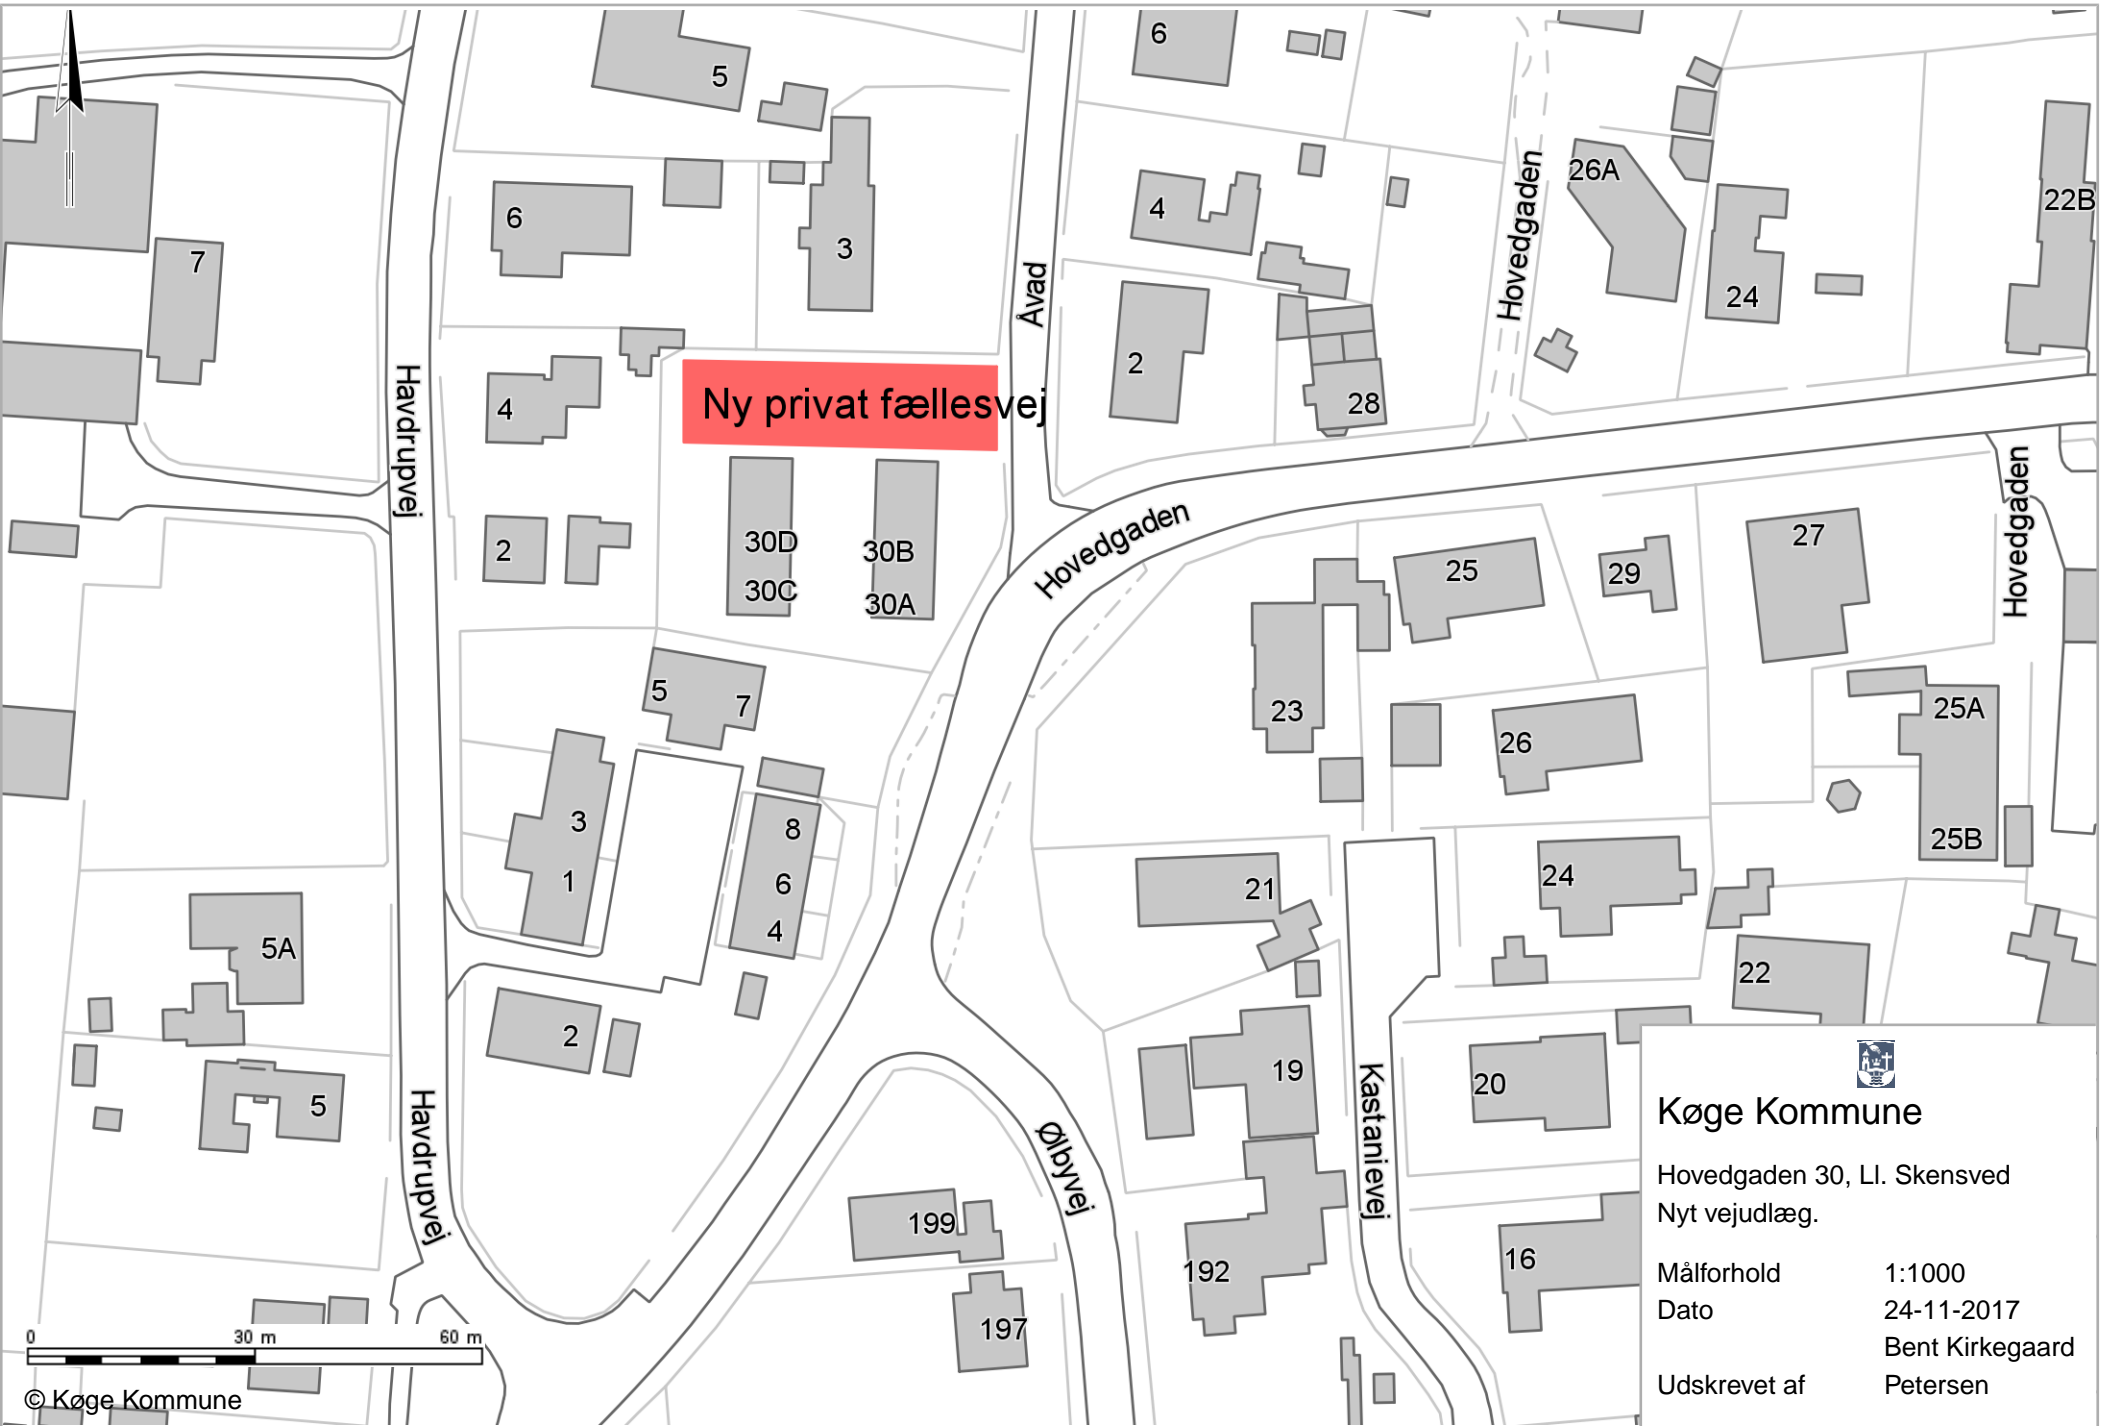 6
5
26A
22B
4
6
3
7
24
Hovedgaden
Åvad
2
28
4
Ny privat fællesvej
Havdrupvej
Hovedgaden
Hovedgaden
27
2
30D
30B
25
29
30C
30A
5
7
23
26
25A
3
8
25B
1
6
21
24
4
5A
22
2
19
20
5
Havdrupvej
Ølbyvej
Kastanievej
199
192
16
197
Køge Kommune
Hovedgaden 30, Ll. Skensved
Nyt vejudlæg.
Målforhold 1:1000
Dato 24-11-2017
Bent Kirkegaard
Udskrevet af Petersen
0 30 m 60 m
© Køge Kommune